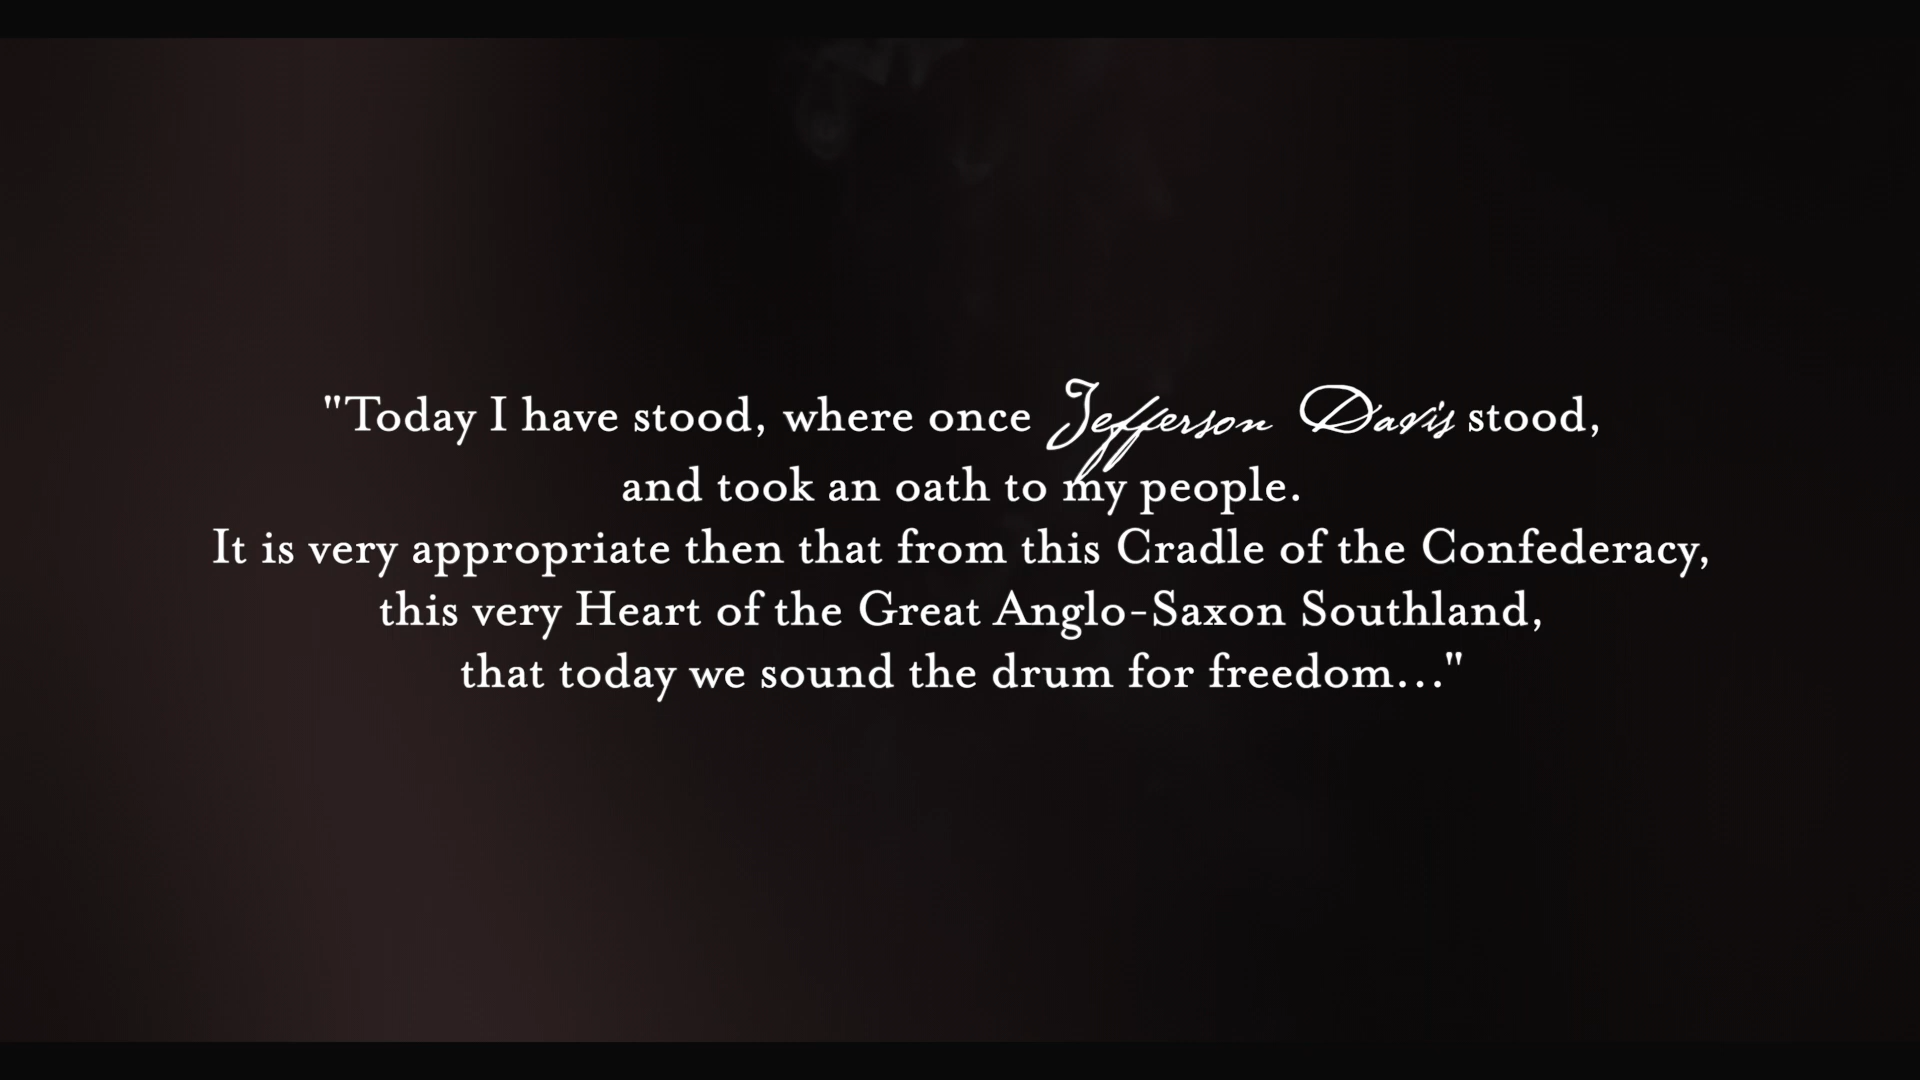 "Today I have stood, where once Jefferson Davis stood,
and took an oath to my people.
It is very appropriate then that from this Cradle of the Confederacy,
this very Heart of the Great Anglo-Saxon Southland,
that today we sound the drum for freedom..."